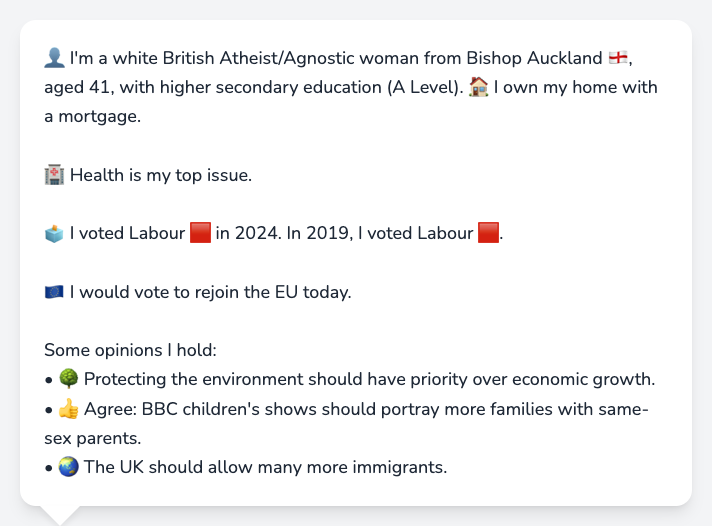 👤 I'm a white British Atheist/Agnostic woman from Bishop Auckland 🏴󠁧󠁢󠁥󠁮󠁧󠁿,
aged 41, with higher secondary education (A Level). 🏠 I own my home with
a mortgage.
🏥 Health is my top issue.
🗳️ I voted Labour 🟥 in 2024. In 2019, I voted Labour 🟥.
🇪🇺 I would vote to rejoin the EU today.
Some opinions I hold:
• 🌳 Protecting the environment should have priority over economic growth.
• 👍 Agree: BBC children's shows should portray more families with same-
sex parents.
• 🌏 The UK should allow many more immigrants.